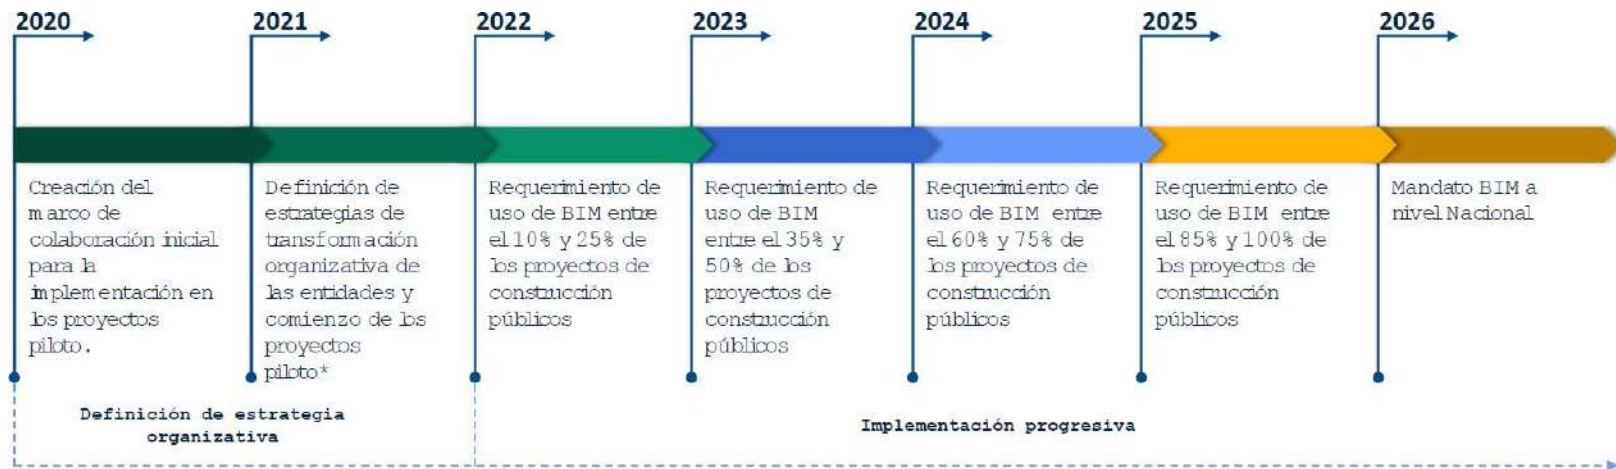 2020
2021
2022
2023
2024
2025
2026
Creación del
marco de
colaboración inicial
para la
implementación en
los proyectos
piloto.
Definición de
estrategias de
transformación
organizativa de
las entidades y
comienzo de los
proyectos
piloto*
Requerimiento de
uso de BIM entre
el 10% y 25% de
los proyectos de
construcción
públicos
Requerimiento de
uso de BIM
entre el 35% y
50% de los
proyectos de
construcción
públicos
Requerimiento de
uso de BIM entre
el 60% y 75% de
los proyectos de
construcción
públicos
Requerimiento de
uso de BIM entre
el 85% y 100% de
los proyectos de
construcción
públicos
Mandato BIM a
nivel Nacional
Definición de estrategia
organizativa
Implementación progresiva